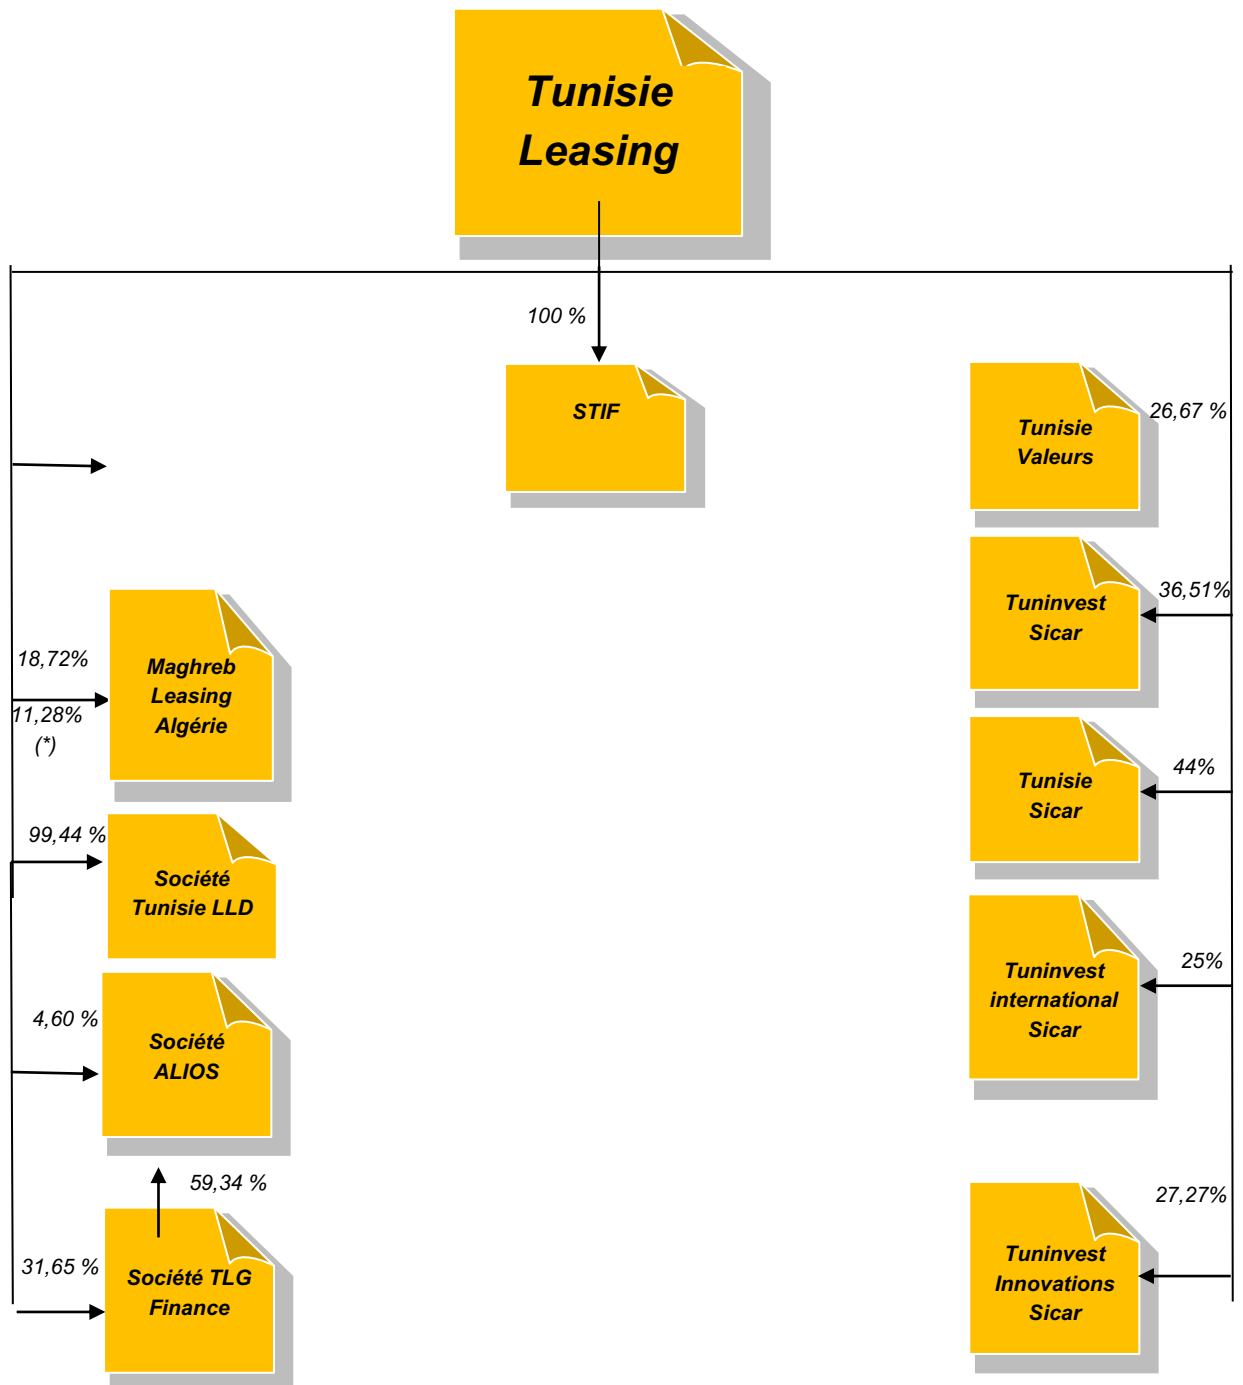 Tunisie
Leasing
100 %
STIF
Tunisie
Valeurs
26,67 %
Tuninvest
Sicar
36,51%
18,72%
11,28%
(*)
Maghreb
Leasing
Algérie
Tunisie
Sicar
44%
99,44 %
Société
Tunisie LLD
Tuninvest
international
Sicar
25%
4,60 %
Société
ALIOS
59,34 %
31,65 %
Société TLG
Finance
27,27%
Tuninvest
Innovations
Sicar